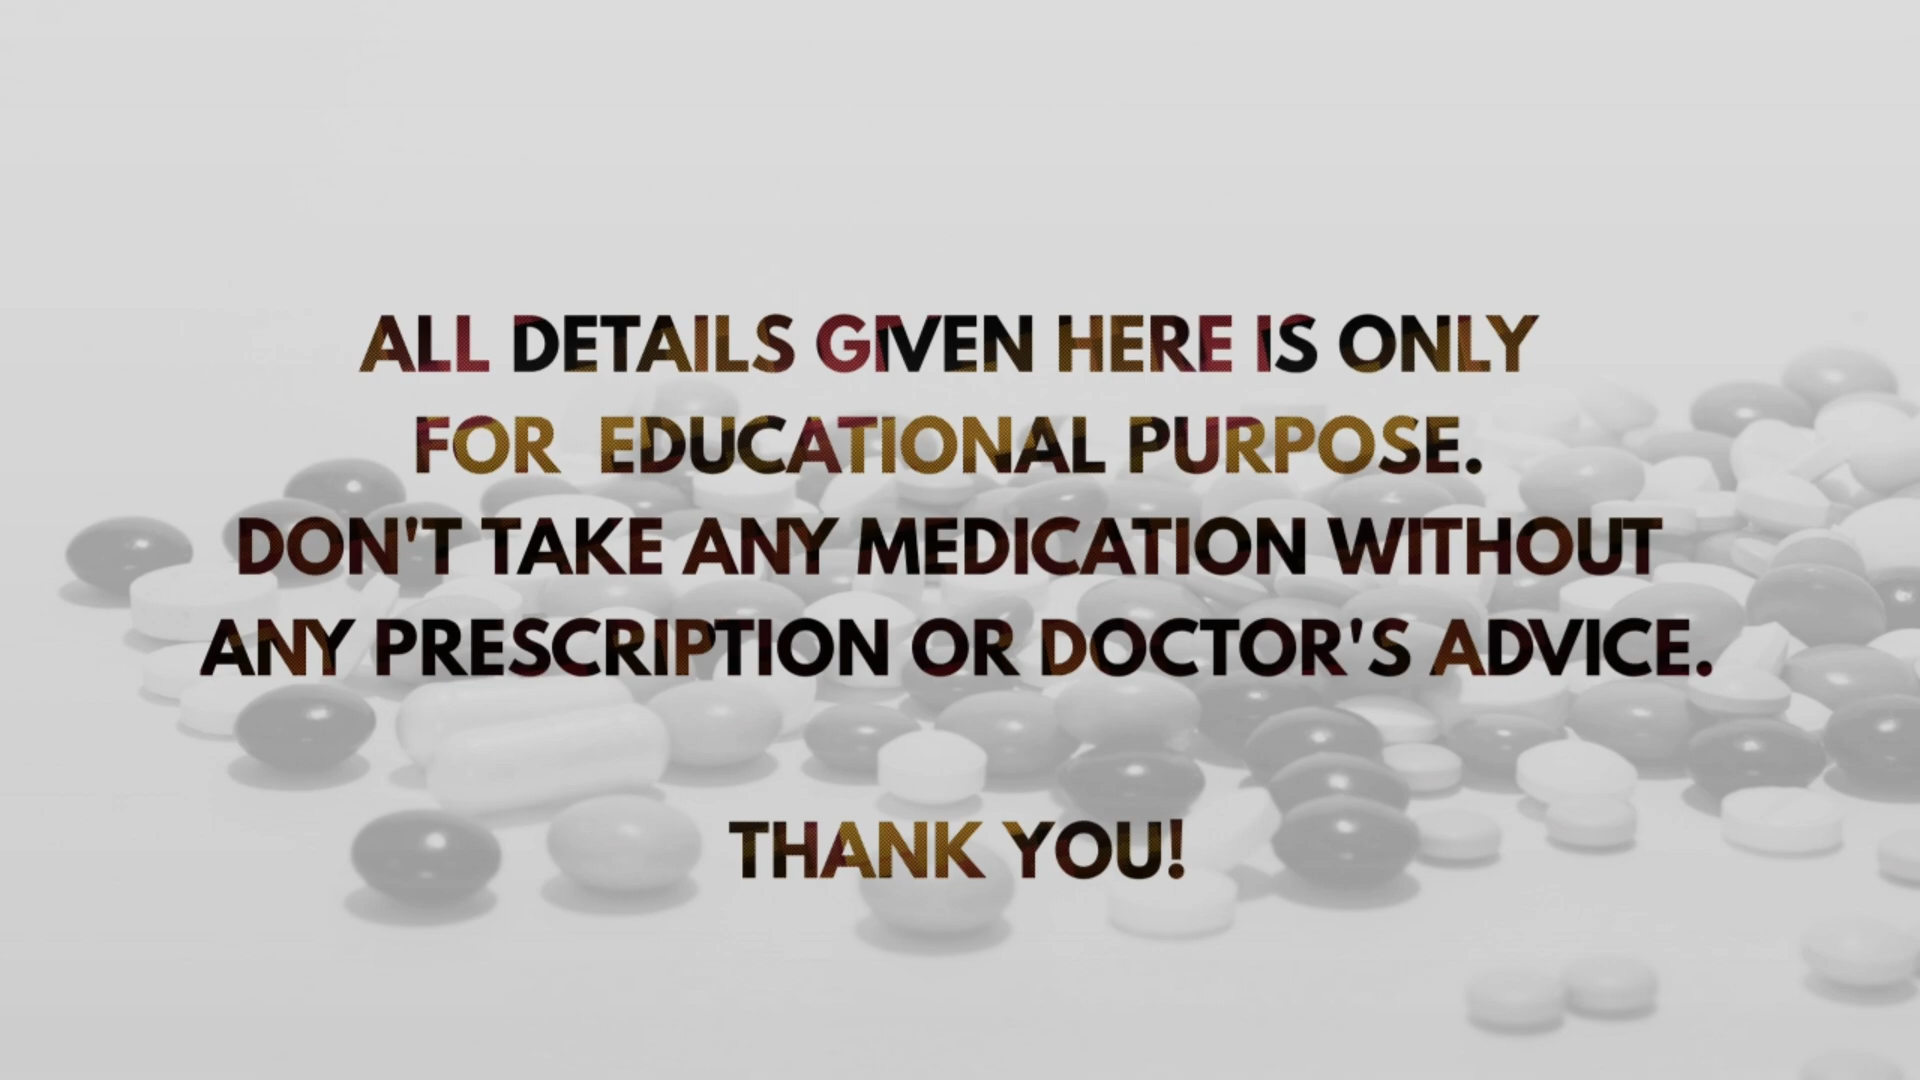 ALL DETAILS GIVEN HERE IS ONLY
FOR EDUCATIONAL PURPOSE.
DON'T TAKE ANY MEDICATION WITHOUT
ANY PRESCRIPTION OR DOCTOR'S ADVICE.
THANK YOU!